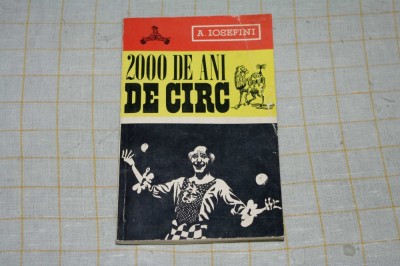 A. IOSEFINI
2000 DE ANI
DE CIRC